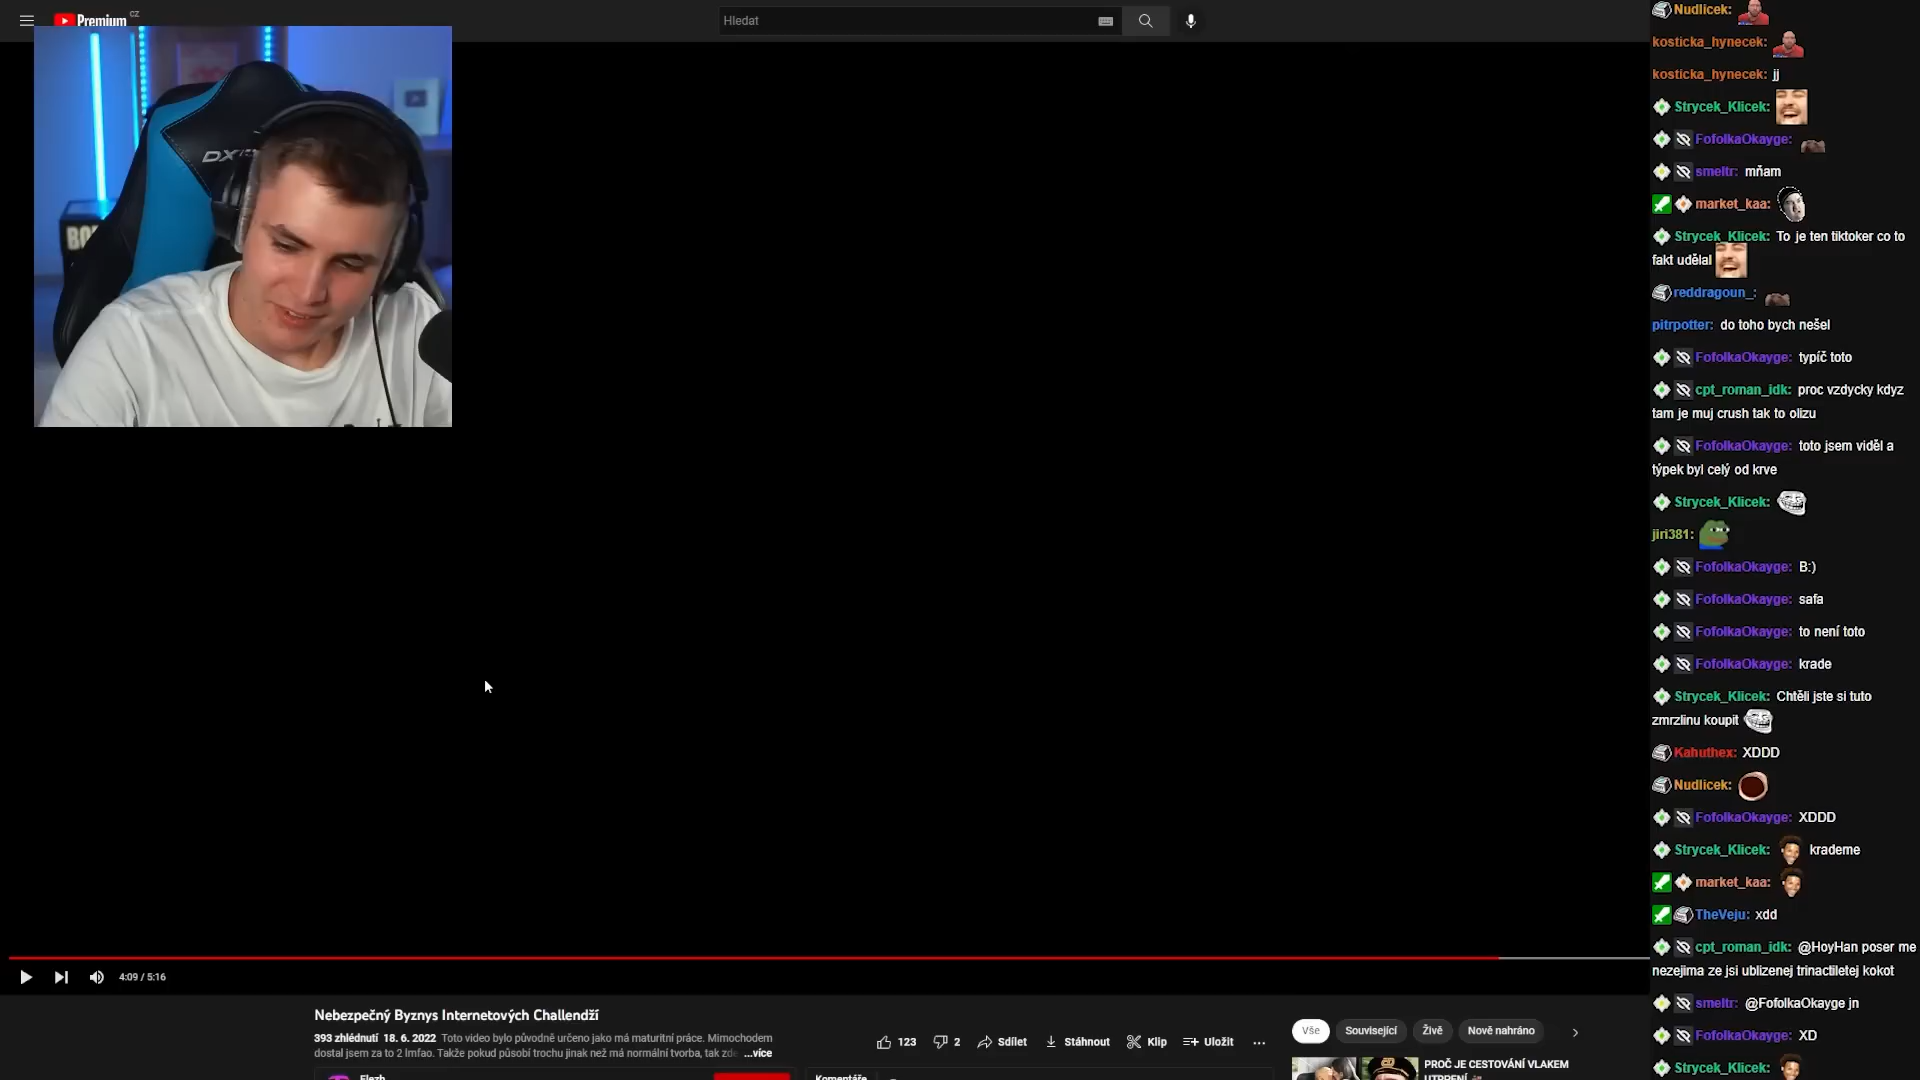 Premium CZ
Hledat
DX
BO
4:09 / 5:16
Nebezpečný Byznys Internetových Challendží
393 zhlédnutí 18. 6. 2022 Toto video bylo původně určeno jako má maturitní práce. Mimochodem
dostal jsem za to 2 lmfao. Takže pokud působí trochu jinak než má normální tvorba, tak zde ...více
123
2
Sdílet
Stáhnout
Klip
Uložit
Flezh
Komentáře
Vše
Související
Živě
Nově nahráno
PROČ JE CESTOVÁNÍ VLAKEM
UTRPENÍ
Nudlicek:
kosticka_hynecek:
kosticka_hynecek: jj
Strycek_Klicek:
FofolkaOkayge:
smeltr: mňam
market_kaa:
Strycek_Klicek: To je ten tiktoker co to
fakt udělal
reddragoun_:
pitrpotter: do toho bych nešel
FofolkaOkayge: typíč toto
cpt_roman_idk: proc vzdycky kdyz
tam je muj crush tak to olizu
FofolkaOkayge: toto jsem viděl a
týpek byl celý od krve
Strycek_Klicek:
jiri381:
FofolkaOkayge: B:)
FofolkaOkayge: safa
FofolkaOkayge: to není toto
FofolkaOkayge: krade
Strycek_Klicek: Chtěli jste si tuto
zmrzlinu koupit
Kahuthex: XDDD
Nudlicek:
FofolkaOkayge: XDDD
Strycek_Klicek: krademe
market_kaa:
TheVeju: xdd
cpt_roman_idk: @HoyHan poser me
nezejima ze jsi ublizenej trinactiletej kokot
smeltr: @FofolkaOkayge jn
FofolkaOkayge: XD
Strycek_Klicek: